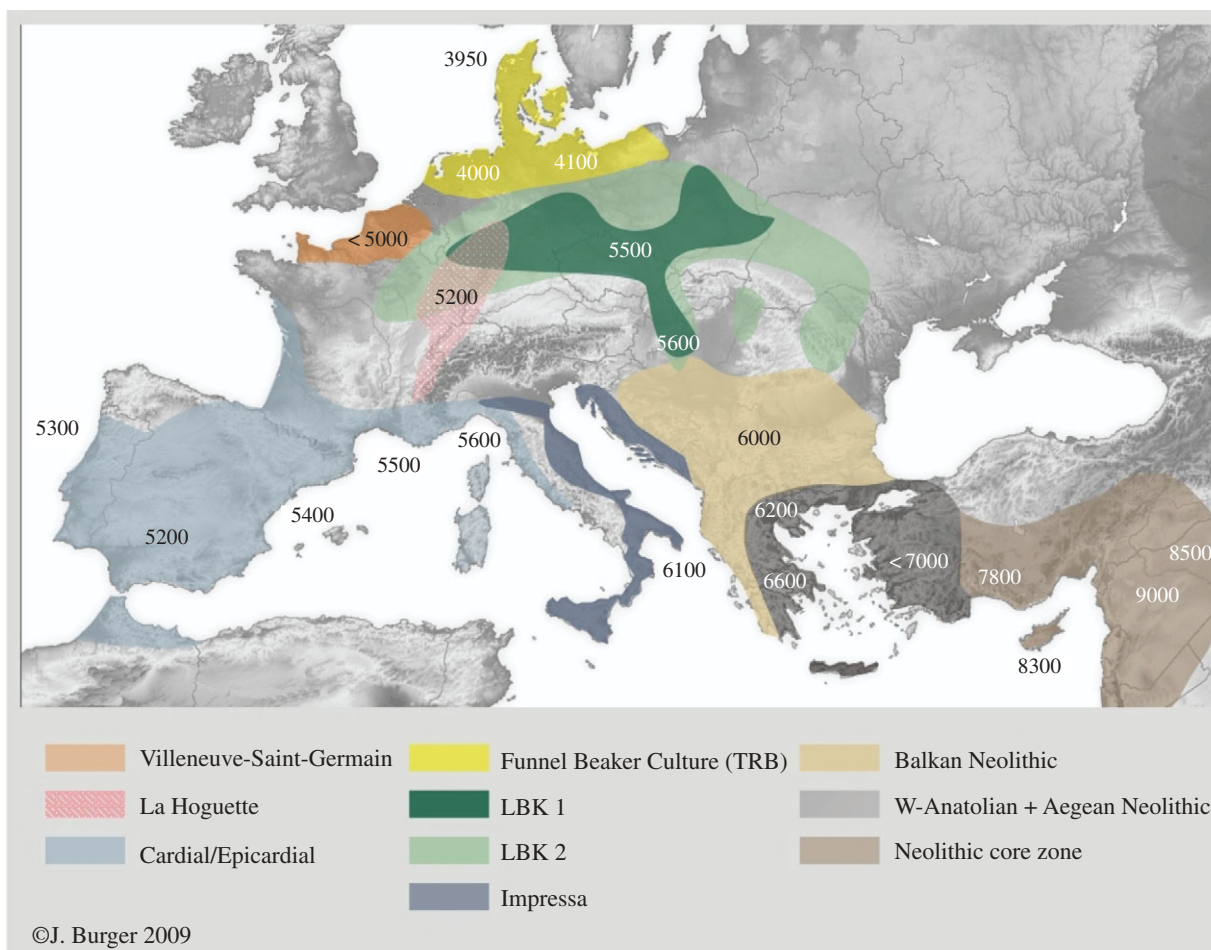 3950
4000
4100
< 5000
5500
5200
5600
5300
5600
6000
5500
5400
5200
6200
6100
6600
< 7000
7800
8500
9000
8300
Villeneuve-Saint-Germain
La Hoguette
Cardial/Epicardial
Funnel Beaker Culture (TRB)
LBK 1
LBK 2
Impressa
Balkan Neolithic
W-Anatolian + Aegean Neolithic
Neolithic core zone
©J. Burger 2009